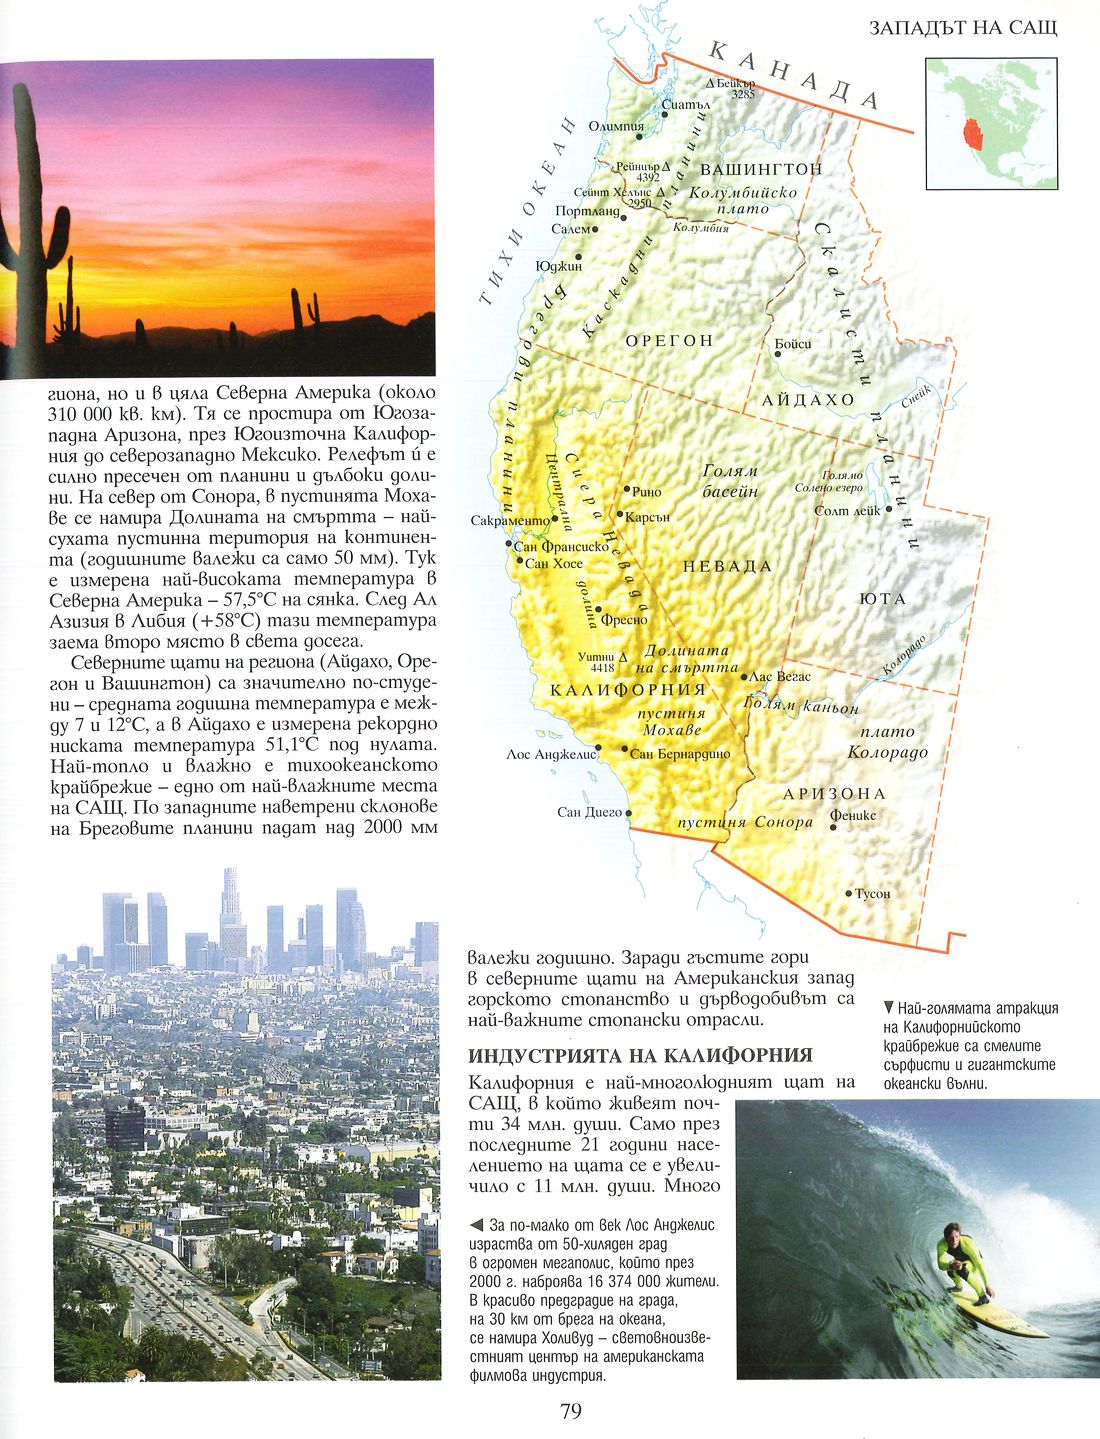 ЗАПАДЪТ НА САЩ
КАНАДА
Бейкър
3285
Сиатъл
Олимпия
Рейниър
4392
ВАШИНГТОН
Сейнт Хелънс
2950
Колумбийско
плато
Портланд
Колумбия
Салем
Юджин
ТИХИ ОКЕАН
Каскадни планини
Брегови планини
Скалисти планини
ОРЕГОН
Бойси
АЙДАХО
Снейк
Голям
басейн
Голямо
Солено езеро
Солт лейк
Рино
Карсън
Централна долина
Сиера Невада
Сакраменто
Сан Франсиско
Сан Хосе
НЕВАДА
ЮТА
Фресно
Уитни
4418
Долината
на смъртта
Колорадо
Лас Вегас
КАЛИФОРНИЯ
Голям каньон
пустиня
Мохаве
плато
Колорадо
Лос Анджелис
Сан Бернардино
АРИЗОНА
Сан Диего
пустиня Сонора
Феникс
Тусон
гиона, но и в цяла Северна Америка (около
310 000 кв. км). Тя се простира от Югоза-
падна Аризона, през Югоизточна Калифор-
ния до северозападно Мексико. Релефът ѝ е
силно пресечен от планини и дълбоки доли-
ни. На север от Сонора, в пустинята Моха-
ве се намира Долината на смъртта – най-
сухата пустинна територия на континен-
та (годишните валежи са само 50 мм). Тук
е измерена най-високата температура в
Северна Америка – 57,5°C на сянка. След Ал
Азизия в Либия (+58°C) тази температура
заема второ място в света досега.
Северните щати на региона (Айдахо, Оре-
гон и Вашингтон) са значително по-студе-
ни – средната годишна температура е меж-
ду 7 и 12°C, а в Айдахо е измерена рекордно
ниската температура 51,1°C под нулата.
Най-топло и влажно е тихоокеанското
крайбрежие – едно от най-влажните места
на САЩ. По западните наветрени склонове
на Бреговите планини падат над 2000 мм
валежи годишно. Заради гъстите гори
в северните щати на Американския запад
горското стопанство и дърводобивът са
най-важните стопански отрасли.
ИНДУСТРИЯТА НА КАЛИФОРНИЯ
Калифорния е най-многолюдният щат на
САЩ, в който живеят поч-
ти 34 млн. души. Само през
последните 21 години насе-
лението на щата се е увели-
чило с 11 млн. души. Много
▼ Най-голямата атракция
на Калифорнийското
крайбрежие са смелите
сърфисти и гигантските
океански вълни.
◄ За по-малко от век Лос Анджелис
израства от 50-хиляден град
в огромен мегаполис, който през
2000 г. наброява 16 374 000 жители.
В красиво предградие на града,
на 30 км от брега на океана,
се намира Холивуд – световноизве-
стният център на американската
филмова индустрия.
79